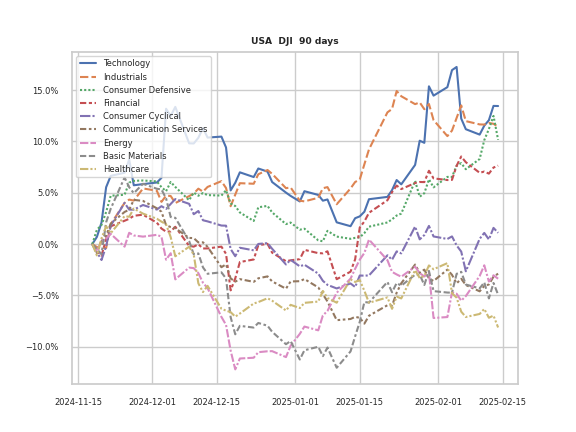 USA  DJI  90 days
Technology
Industrials
Consumer Defensive
Financial
Consumer Cyclical
Communication Services
Energy
Basic Materials
Healthcare
15.0%
10.0%
5.0%
0.0%
−5.0%
−10.0%
2024-11-15
2024-12-01
2024-12-15
2025-01-01
2025-01-15
2025-02-01
2025-02-15